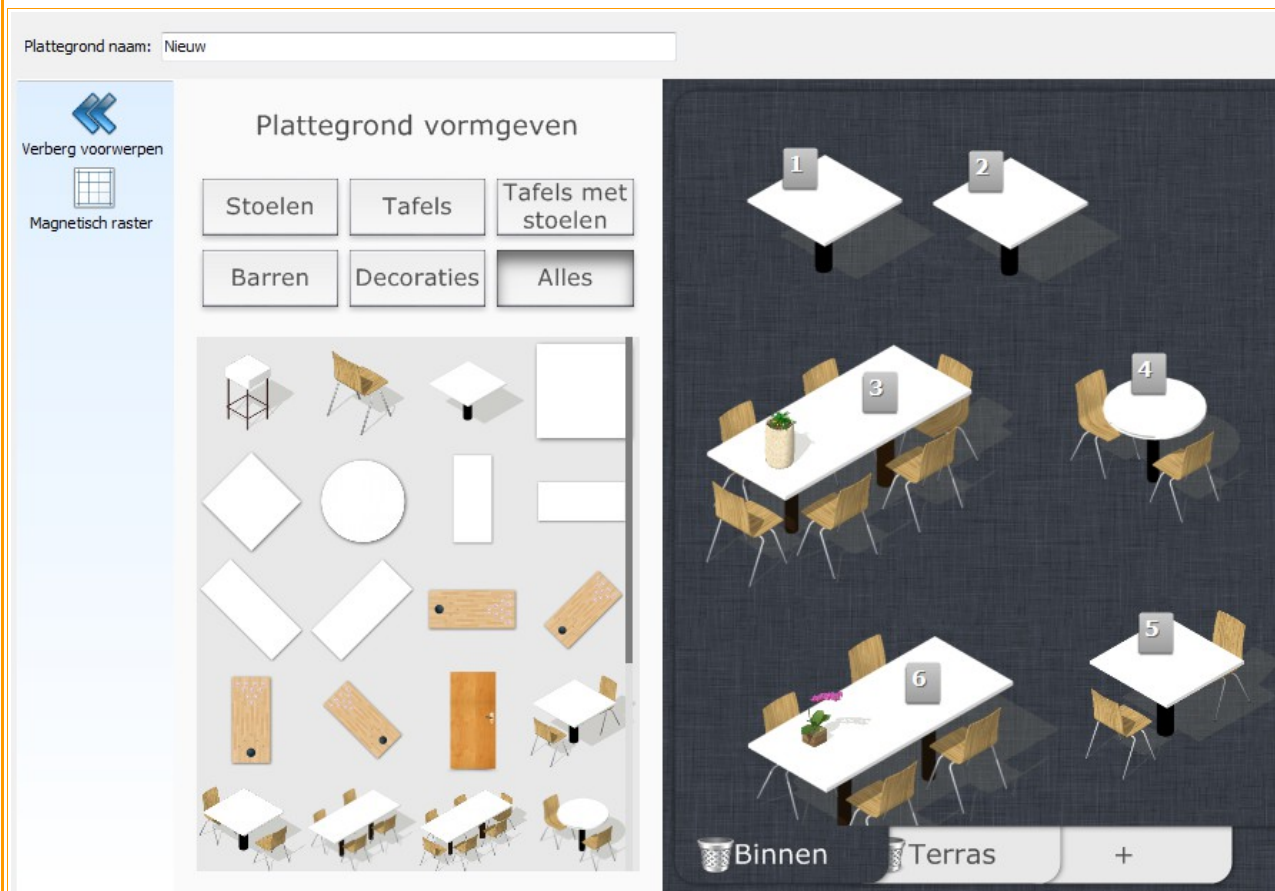 Plattegrond naam: Nieuw
Verberg voorwerpen
Magnetisch raster
Plattegrond vormgeven
Stoelen
Tafels
Tafels met
stoelen
Barren
Decoraties
Alles
1
2
3
4
5
6
Binnen
Terras
+